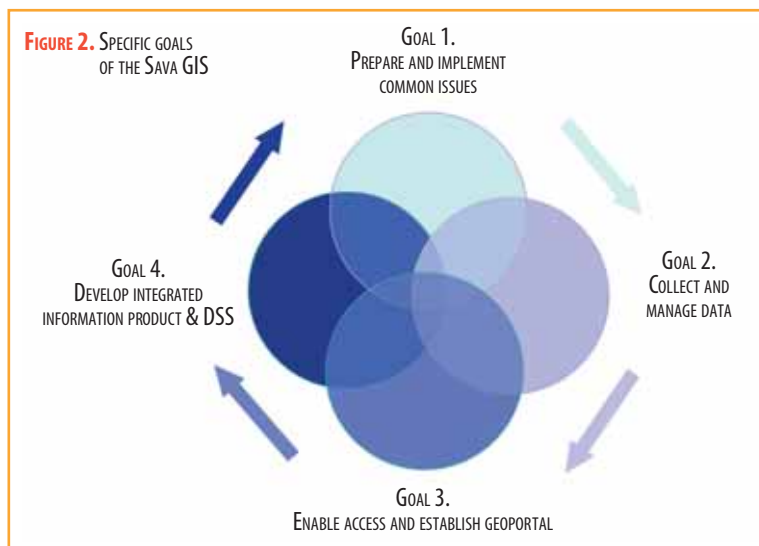 FIGURE 2. SPECIFIC GOALS
OF THE SAVA GIS
GOAL 1.
PREPARE AND IMPLEMENT
COMMON ISSUES
GOAL 2.
COLLECT AND
MANAGE DATA
GOAL 3.
ENABLE ACCESS AND ESTABLISH GEOPORTAL
GOAL 4.
DEVELOP INTEGRATED
INFORMATION PRODUCT & DSS